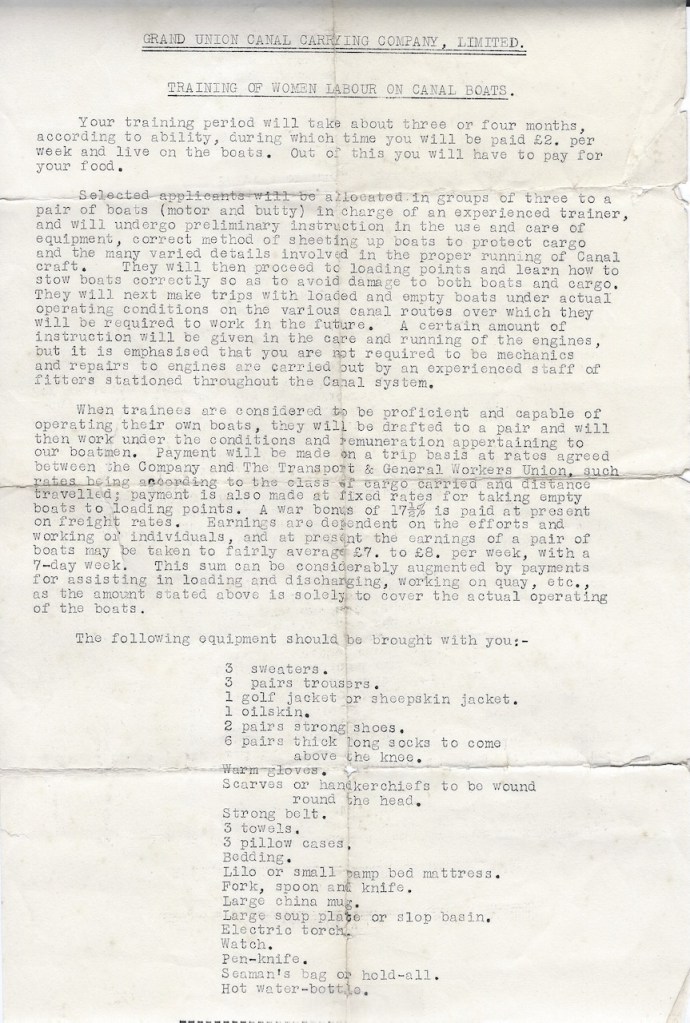 GRAND UNION CANAL CARRYING COMPANY, LIMITED.
TRAINING OF WOMEN LABOUR ON CANAL BOATS.
Your training period will take about three or four months,
according to ability, during which time you will be paid £2. per
week and live on the boats. Out of this you will have to pay for
your food.
Selected applicants will be allocated in groups of three to a
pair of boats (motor and butty) in charge of an experienced trainer,
and will undergo preliminary instruction in the use and care of
equipment, correct method of sheeting up boats to protect cargo
and the many varied details involved in the proper running of Canal
craft. They will then proceed to loading points and learn how to
stow boats correctly so as to avoid damage to both boats and cargo.
They will next make trips with loaded and empty boats under actual
operating conditions on the various canal routes over which they
will be required to work in the future. A certain amount of
instruction will be given in the care and running of the engines,
but it is emphasised that you are not required to be mechanics
and repairs to engines are carried out by an experienced staff of
fitters stationed throughout the Canal system.
When trainees are considered to be proficient and capable of
operating their own boats, they will be drafted to a pair and will
then work under the conditions and remuneration appertaining to
our boatmen. Payment will be made on a trip basis at rates agreed
between the Company and The Transport & General Workers Union, such
rates being according to the class of cargo carried and distance
travelled; payment is also made at fixed rates for taking empty
boats to loading points. A war bonus of 17½% is paid at present
on freight rates. Earnings are dependent on the efforts and
working of individuals, and at present the earnings of a pair of
boats may be taken to fairly average £7. to £8. per week, with a
7-day week. This sum can be considerably augmented by payments
for assisting in loading and discharging, working on quay, etc.,
as the amount stated above is solely to cover the actual operating
of the boats.
The following equipment should be brought with you:-
3 sweaters.
3 pairs trousers.
1 golf jacket or sheepskin jacket.
1 oilskin.
2 pairs strong shoes.
6 pairs thick long socks to come
above the knee.
Warm gloves.
Scarves or handkerchiefs to be wound
round the head.
Strong belt.
3 towels.
3 pillow cases.
Bedding.
Lilo or small camp bed mattress.
Fork, spoon and knife.
Large china mug.
Large soup plate or slop basin.
Electric torch.
Watch.
Pen-knife.
Seaman's bag or hold-all.
Hot water-bottle.